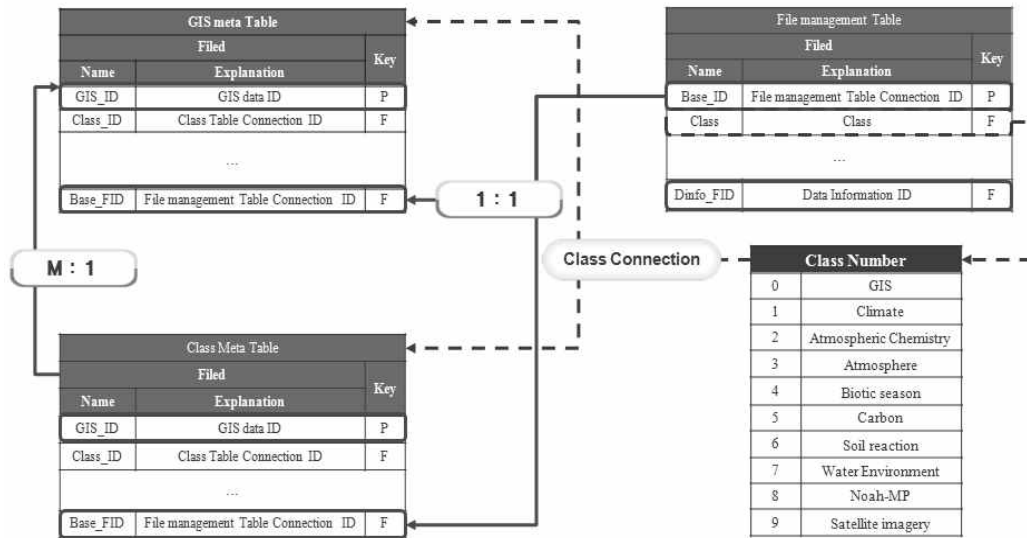 GIS meta Table
Filed
Key
Name Explanation
GIS_ID GIS data ID P
Class_ID Class Table Connection ID F
...
Base_FID File management Table Connection ID F
File management Table
Filed
Key
Name Explanation
Base_ID File management Table Connection ID P
Class Class F
...
Dinfo_FID Data Information ID F
1 : 1
M : 1
Class Connection
Class Meta Table
Filed
Key
Name Explanation
GIS_ID GIS data ID P
Class_ID Class Table Connection ID F
...
Base_FID File management Table Connection ID F
Class Number
0 GIS
1 Climate
2 Atmospheric Chemistry
3 Atmosphere
4 Biotic season
5 Carbon
6 Soil reaction
7 Water Environment
8 Noah-MP
9 Satellite imagery